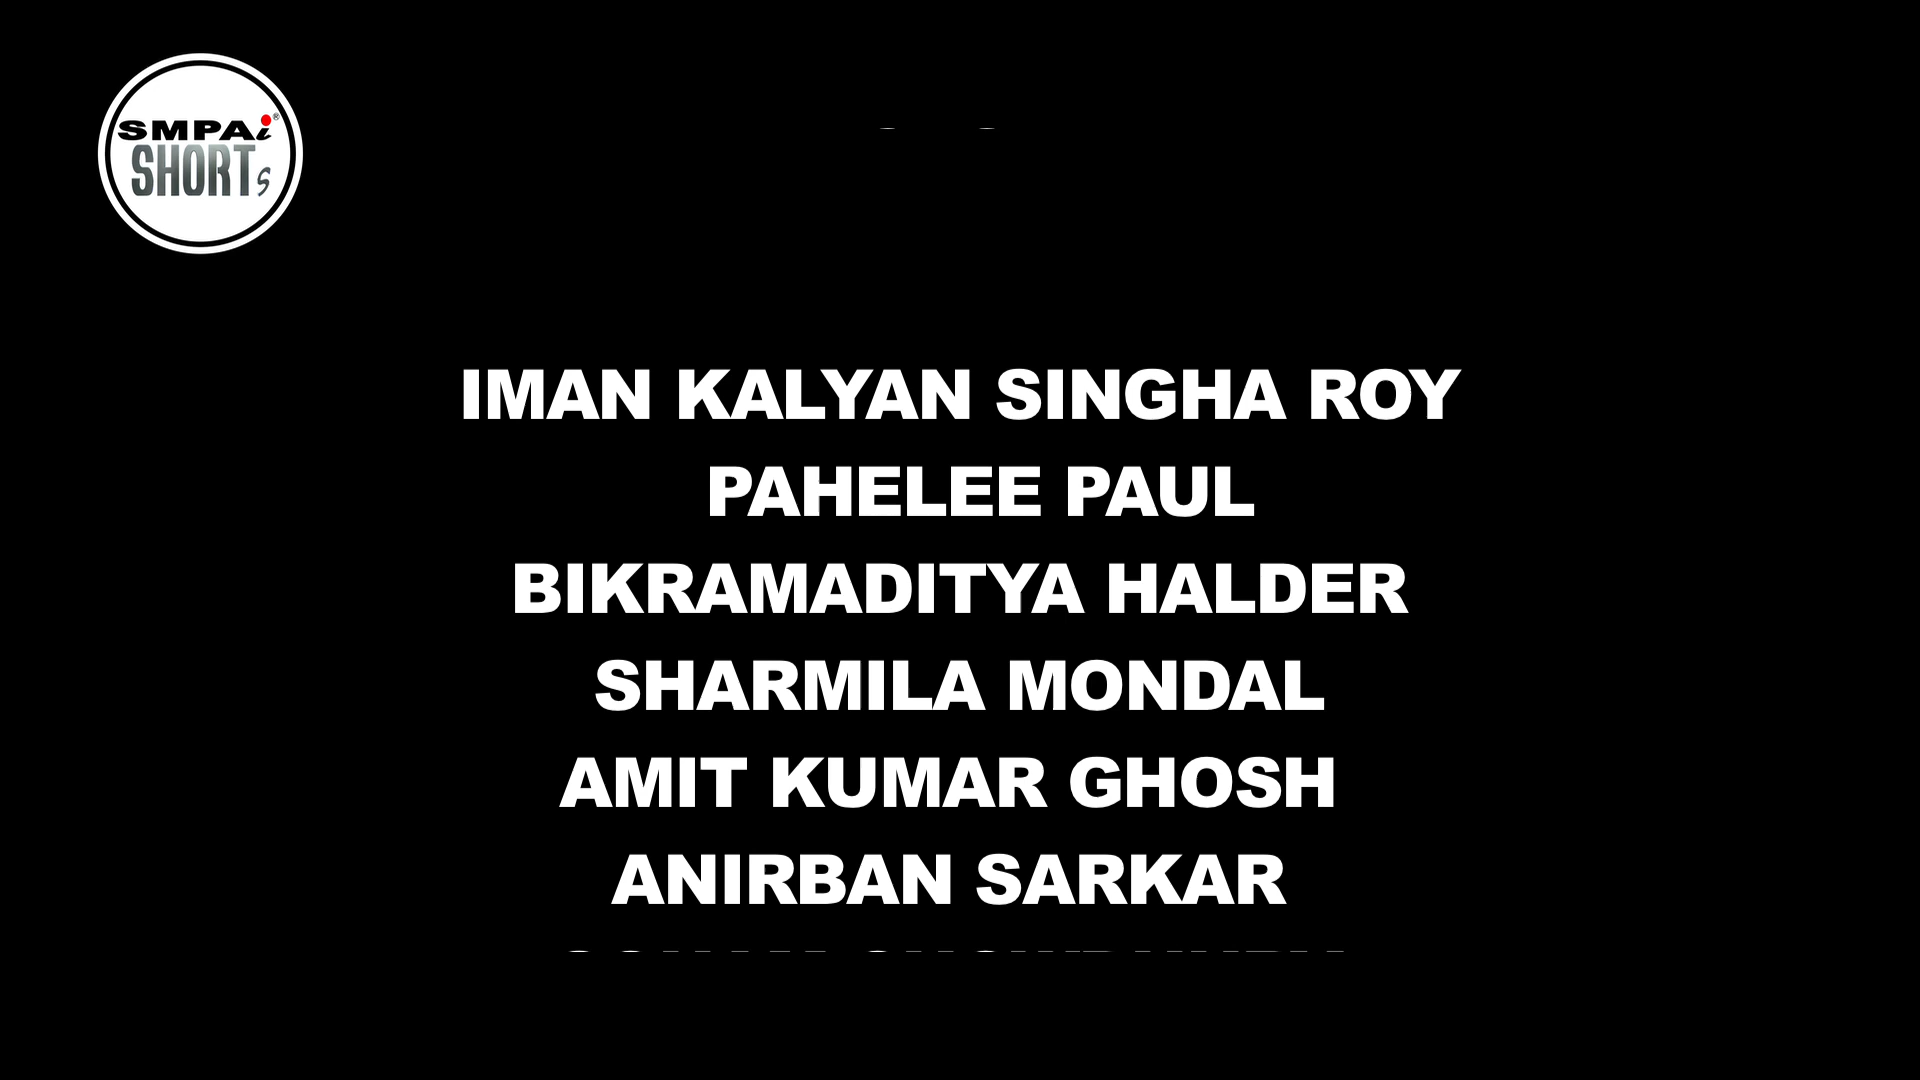 SMPAi®
SHORTs
IMAN KALYAN SINGHA ROY
PAHELEE PAUL
BIKRAMADITYA HALDER
SHARMILA MONDAL
AMIT KUMAR GHOSH
ANIRBAN SARKAR